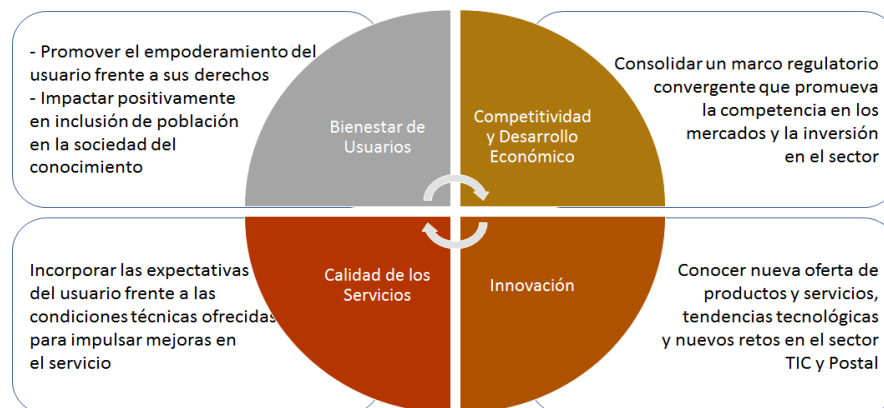 - Promover el empoderamiento del
usuario frente a sus derechos
- Impactar positivamente
en inclusión de población
en la sociedad del
conocimiento
Bienestar de
Usuarios
Competitividad
y Desarrollo
Económico
Consolidar un marco regulatorio
convergente que promueva
la competencia en los
mercados y la inversión
en el sector
Incorporar las expectativas
del usuario frente a las
condiciones técnicas ofrecidas
para impulsar mejoras en
el servicio
Calidad de los
Servicios
Innovación
Conocer nueva oferta de
productos y servicios,
tendencias tecnológicas
y nuevos retos en el sector
TIC y Postal